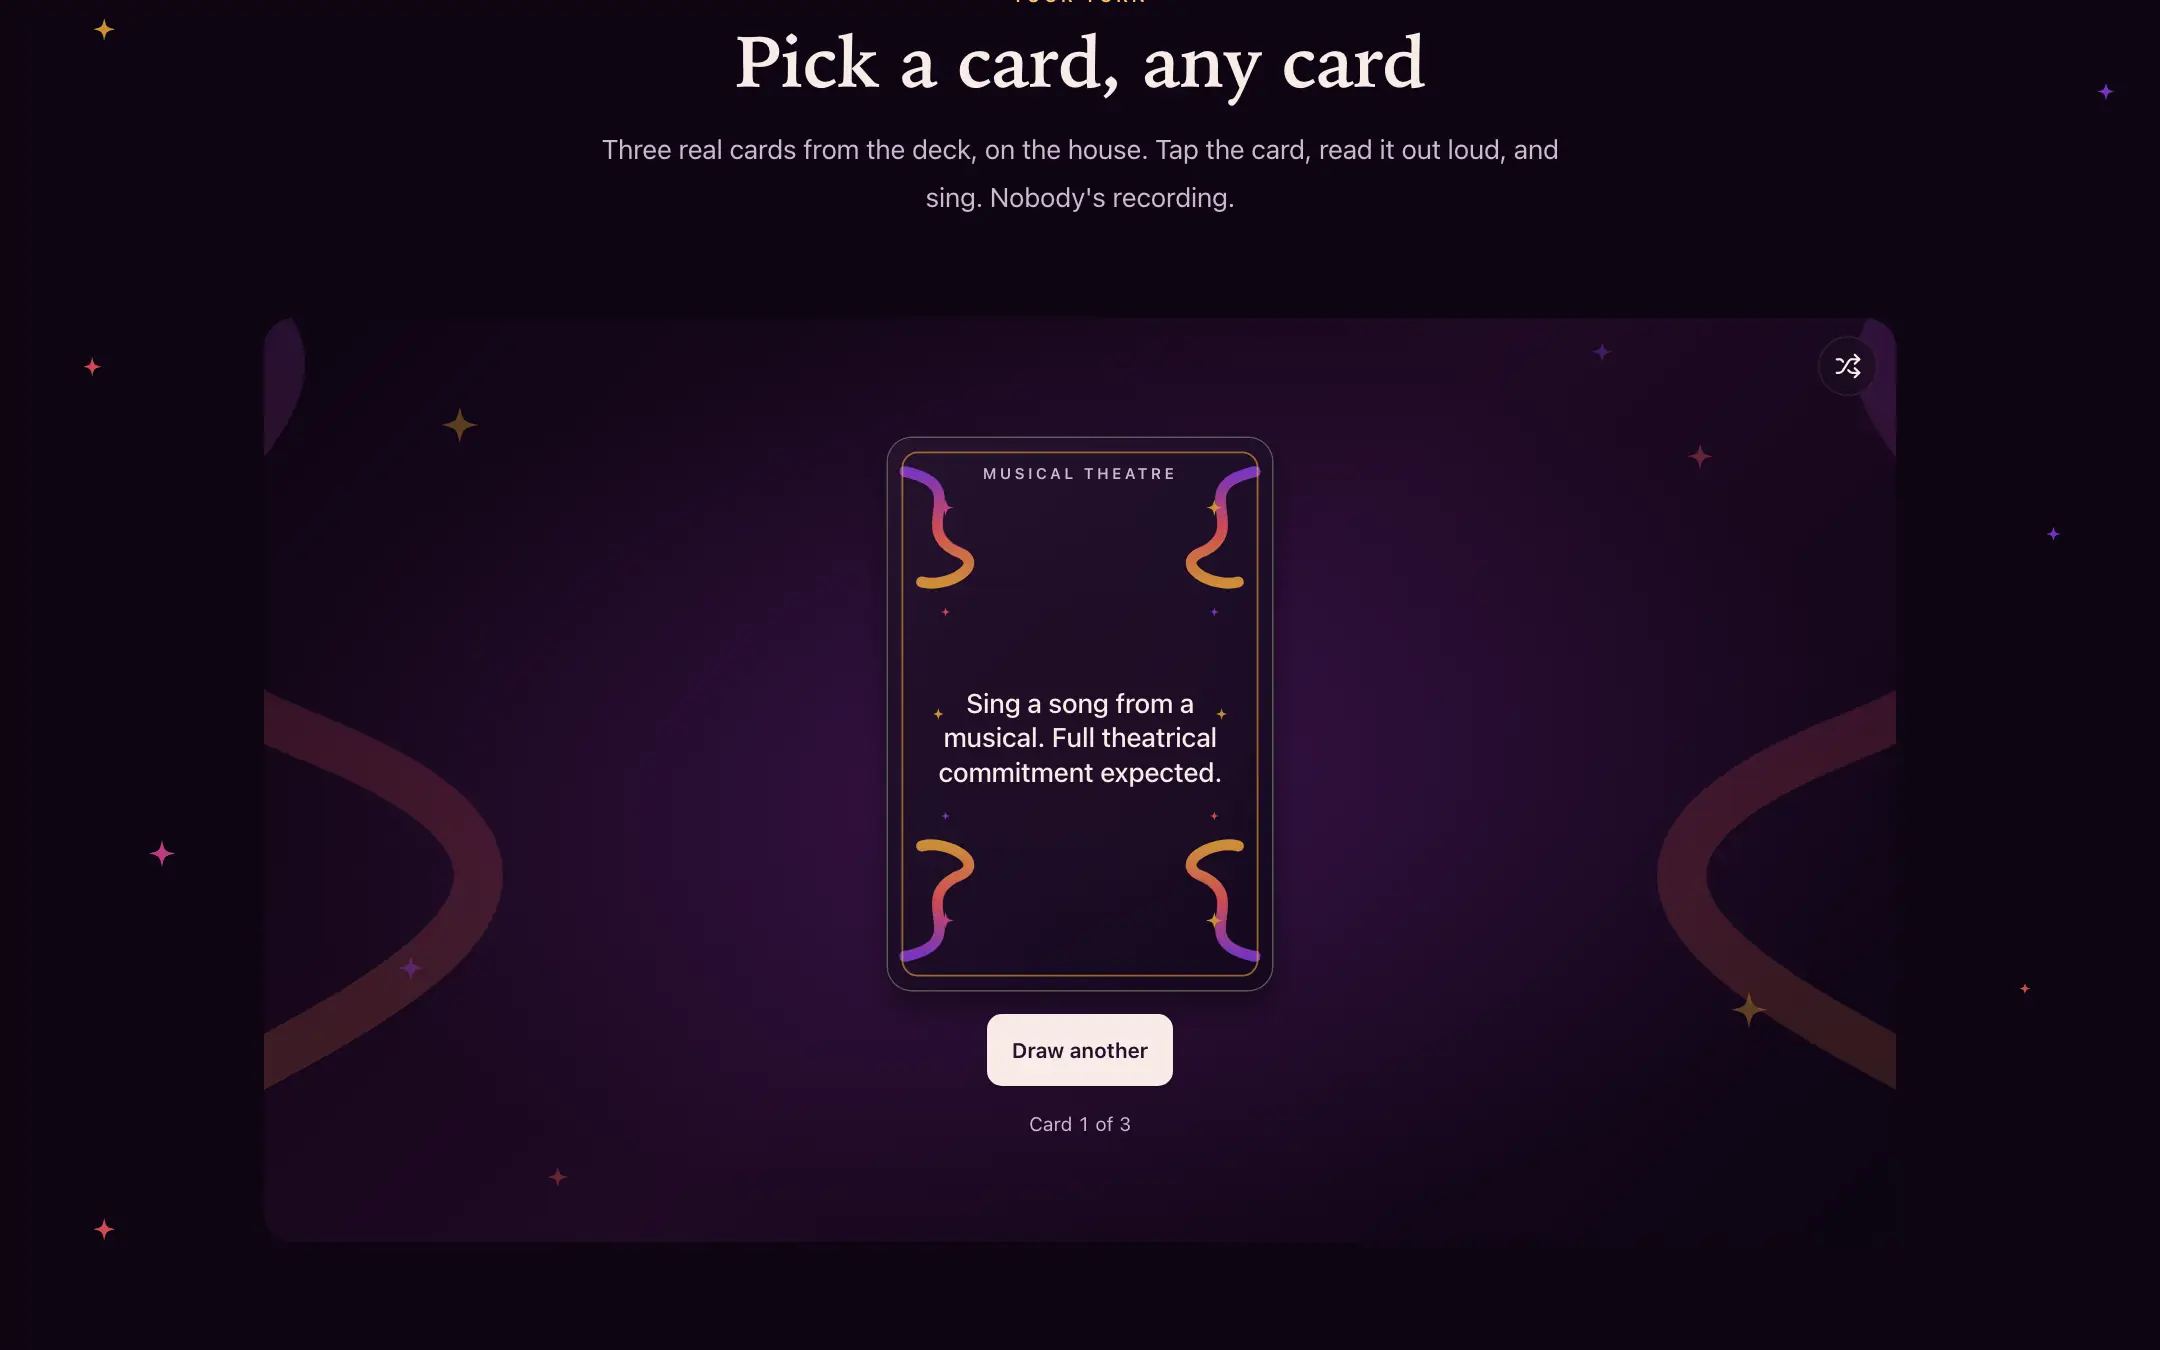 Pick a card, any card
Three real cards from the deck, on the house. Tap the card, read it out loud, and
sing. Nobody's recording.
MUSICAL THEATRE
Sing a song from a
musical. Full theatrical
commitment expected.
Draw another
Card 1 of 3